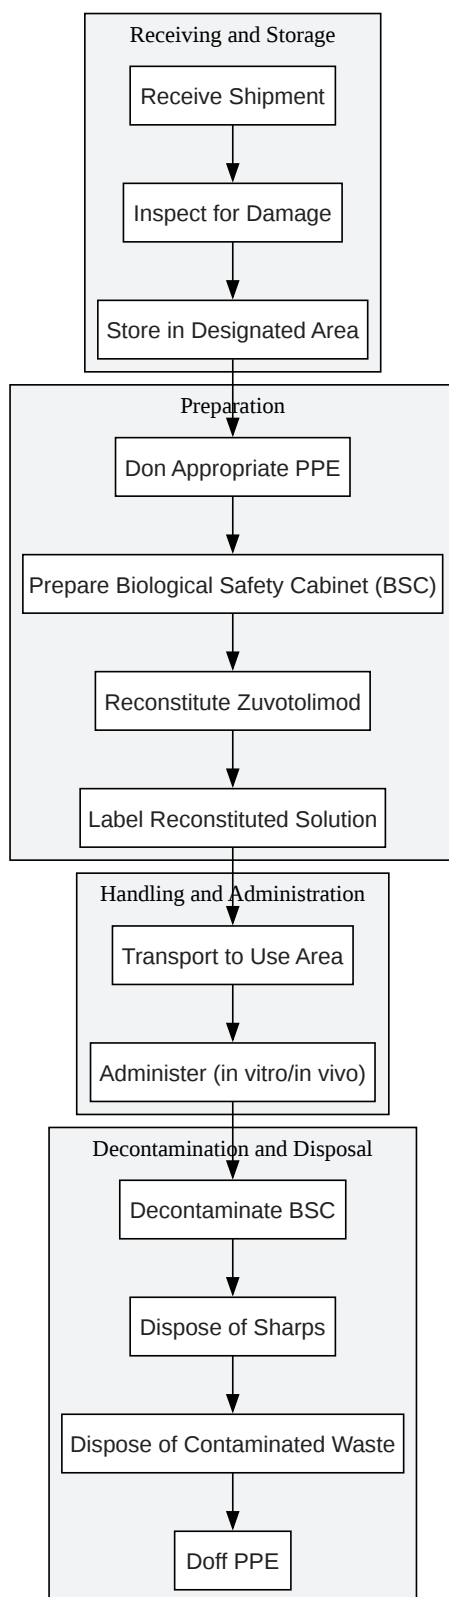 Receiving and Storage
Receive Shipment
Inspect for Damage
Store in Designated Area
Preparation
Don Appropriate PPE
Prepare Biological Safety Cabinet (BSC)
Reconstitute Zuvotolimod
Label Reconstituted Solution
Handling and Administration
Transport to Use Area
Administer (in vitro/in vivo)
Decontamination and Disposal
Decontaminate BSC
Dispose of Sharps
Dispose of Contaminated Waste
Doff PPE